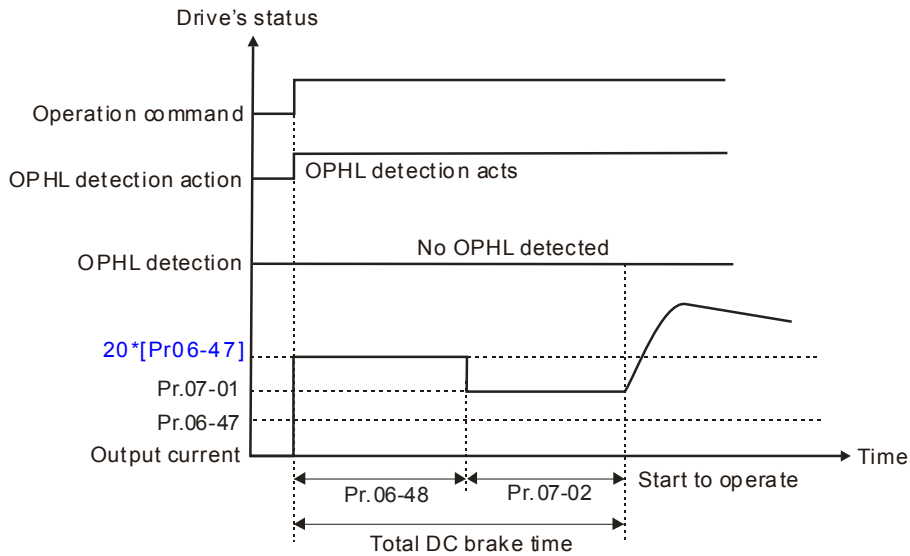 Drive's status
Operation command
OPHL detection action
OPHL detection acts
No OPHL detected
OPHL detection
20*[Pr06-47]
Pr.07-01
Pr.06-47
Output current
Time
Pr.06-48
Pr.07-02
Start to operate
Total DC brake time